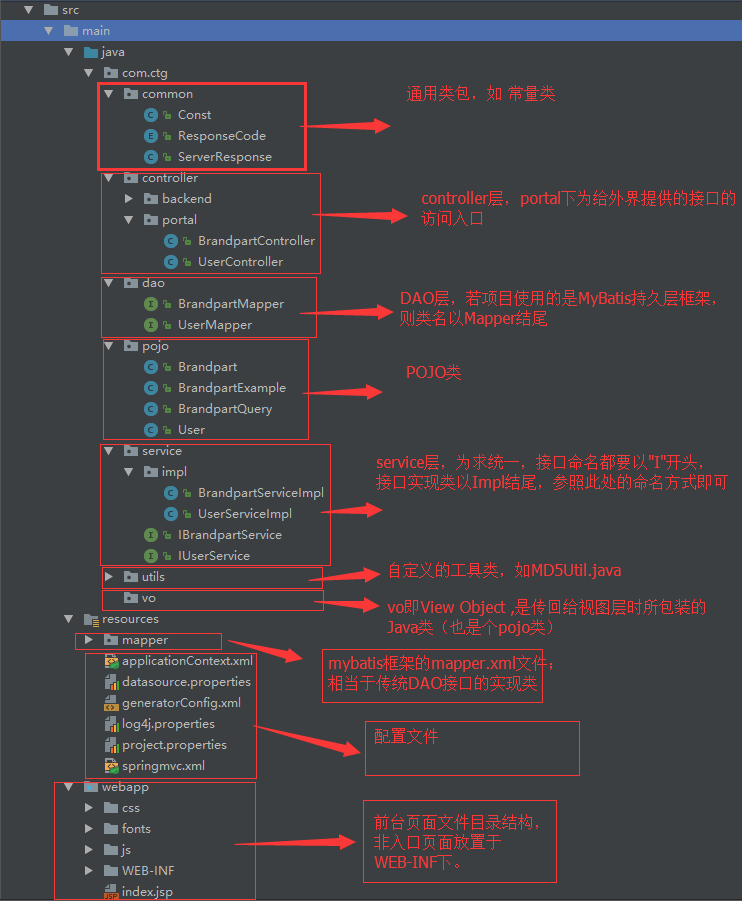 src
main
java
com.ctg
common
通用类包，如 常量类
Const
ResponseCode
ServerResponse
controller
controller层，portal下为给外界提供的接口的
访问入口
backend
portal
BrandpartController
UserController
dao
DAO层，若项目使用的是MyBatis持久层框架，
则类名以Mapper结尾
BrandpartMapper
UserMapper
pojo
POJO类
Brandpart
BrandpartExample
BrandpartQuery
User
service
service层，为求统一，接口命名都要以"I"开头，
接口实现类以Impl结尾，参照此处的命名方式即可
impl
BrandpartServiceImpl
UserServiceImpl
IBrandpartService
IUserService
utils
自定义的工具类，如MD5Util.java
vo
vo即View Object ,是传回给视图层时所包装的
Java类（也是个pojo类）
resources
mapper
mybatis框架的mapper.xml文件；
相当于传统DAO接口的实现类
applicationContext.xml
datasource.properties
generatorConfig.xml
log4j.properties
project.properties
springmvc.xml
配置文件
webapp
css
fonts
js
WEB-INF
index.jsp
前台页面文件目录结构，
非入口页面放置于
WEB-INF下。